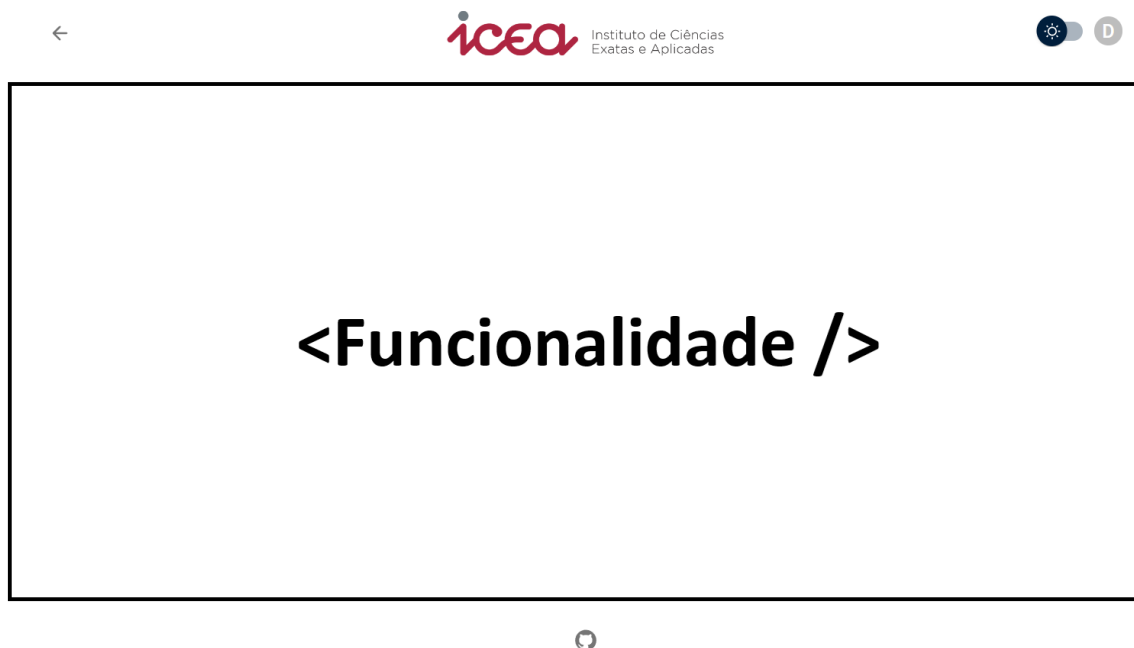 icea
Instituto de Ciências
Exatas e Aplicadas
D
<Funcionalidade />